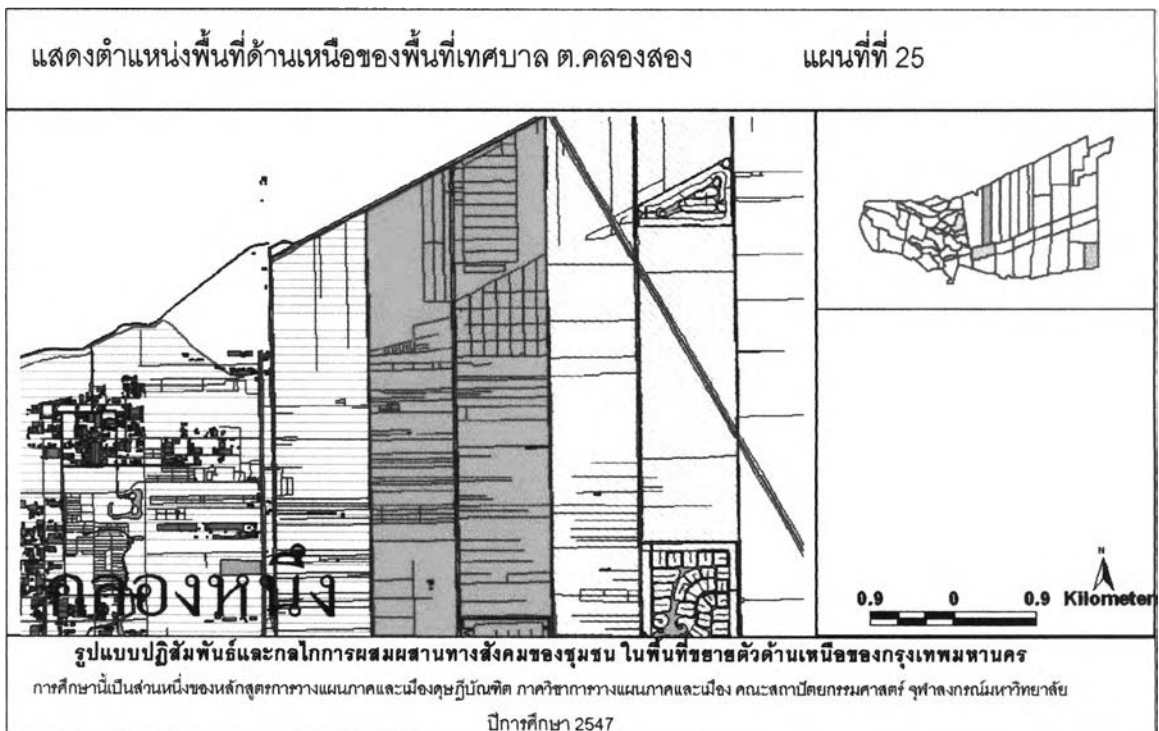 แสดงตำแหน่งพื้นที่ด้านเหนือของพื้นที่เทศบาล ต.คลองสอง แผนที่ที่ 25
คลองหนึ่ง
N
0.9 0 0.9 Kilometers
รูปแบบปฏิสัมพันธ์และกลไกการผสมผสานทางสังคมของชุมชน ในพื้นที่ขยายตัวด้านเหนือของกรุงเทพมหานคร
การศึกษานี้เป็นส่วนหนึ่งของหลักสูตรการวางแผนภาคและเมืองดุษฎีบัณฑิต ภาควิชาการวางแผนภาคและเมือง คณะสถาปัตยกรรมศาสตร์ จุฬาลงกรณ์มหาวิทยาลัย
ปีการศึกษา 2547